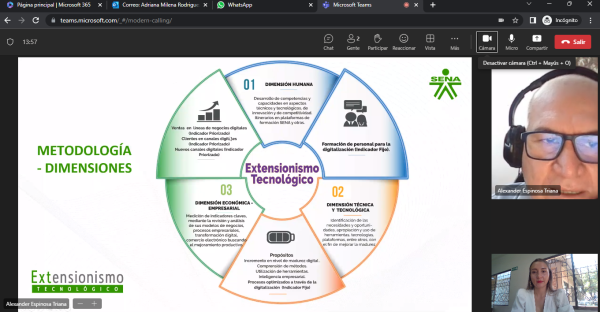 Página principal | Microsoft 365
Correo: Adriana Milena Rodrigue
WhatsApp
Microsoft Teams
teams.microsoft.com/_#/modern-calling/
Incógnito
13:57
Chat
Gente
2
Participar
Reaccionar
Vista
Más
Cámara
Micro
Compartir
Salir
Desactivar cámara (Ctrl + Mayús + O)
METODOLOGÍA
- DIMENSIONES
01
DIMENSIÓN HUMANA
Desarrollo de competencias y
capacidades en aspectos
técnicos y tecnológicos, de
innovación y de competitividad.
Itinerarios en plataformas de
formación SENA y otras.
SENA
Ventas en líneas de negocios digitales
(Indicador Priorizado)
Clientes en canales digitales
(Indicador Priorizado)
Nuevos canales digitales (Indicador
Priorizado)
Formación de personal para la
digitalización (Indicador Fijo).
Extensionismo
Tecnológico
03
DIMENSIÓN ECONÓMICA -
EMPRESARIAL
Medición de indicadores claves,
mediante la revisión y análisis
de sus modelos de negocios,
procesos empresariales,
transformación digital,
comercio electrónico buscando
el mejoramiento productivo.
02
DIMENSIÓN TÉCNICA
Y TECNOLÓGICA
Identificación de las
necesidades y oportuni-
dades, apropiación y uso de
herramientas, tecnologías,
plataformas, entre otros, con
el fin de mejorar la madurez.
Propósitos
Incremento en nivel de madurez digital.
Comprensión de métodos.
Utilización de herramientas.
Inteligencia empresarial.
Procesos optimizados a través de la
digitalización (Indicador Fijo)
Extensionismo
TECNOLÓGICO
Alexander Espinosa Triana
Alexander Espinosa Triana